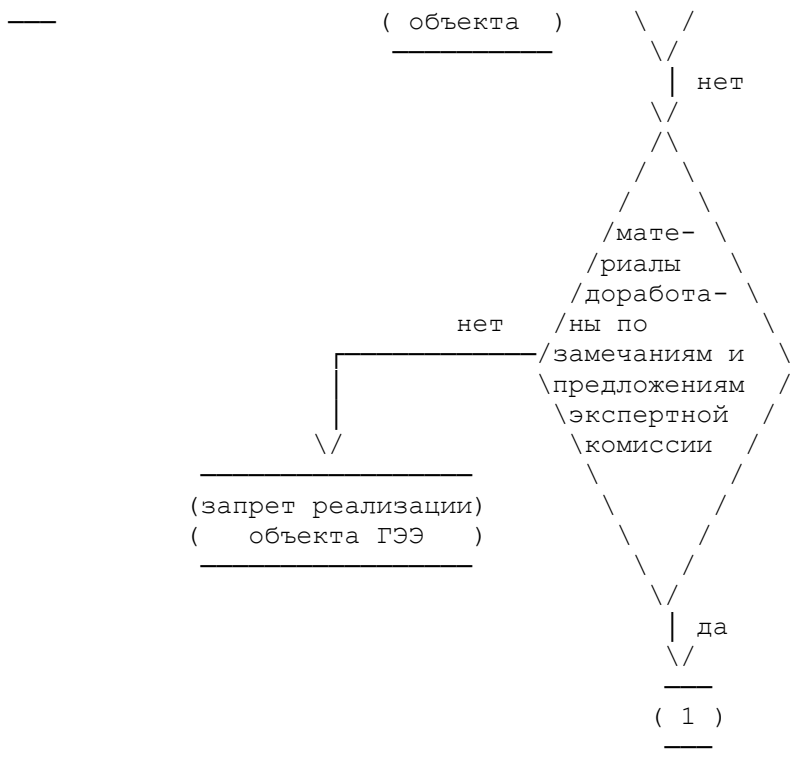 ( объекта )
нет
мате-
риалы
доработа-
нет ны по
замечаниям и
предложениям
экспертной
комиссии
(запрет реализации)
( объекта ГЭЭ )
да
( 1 )